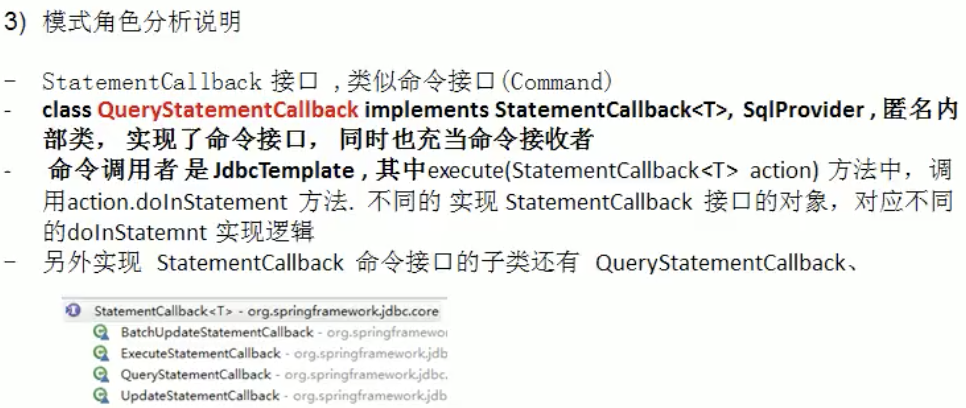 3) 模式角色分析说明
- StatementCallback 接口 ,类似命令接口(Command)
- class QueryStatementCallback implements StatementCallback<T>, SqlProvider , 匿名内
部类， 实现了命令接口， 同时也充当命令接收者
- 命令调用者 是 JdbcTemplate , 其中execute(StatementCallback<T> action) 方法中，调
用action.doInStatement 方法. 不同的 实现 StatementCallback 接口的对象，对应不同
的doInStatemnt 实现逻辑
- 另外实现 StatementCallback 命令接口的子类还有 QueryStatementCallback、
StatementCallback<T> - org.springframework.jdbc.core
BatchUpdateStatementCallback - org.springframewo
ExecuteStatementCallback - org.springframework.jdb
QueryStatementCallback - org.springframework.jdbc.
UpdateStatementCallback - org.springframework.jdb